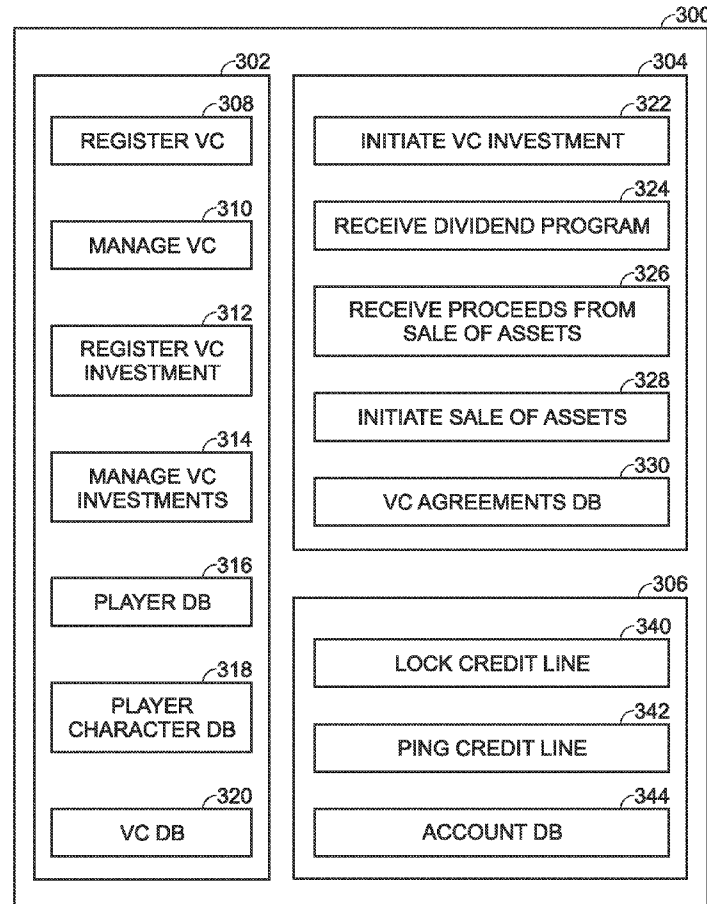 300
302
308
REGISTER VC
310
MANAGE VC
312
REGISTER VC
INVESTMENT
314
MANAGE VC
INVESTMENTS
316
PLAYER DB
318
PLAYER
CHARACTER DB
320
VC DB
304
322
INITIATE VC INVESTMENT
324
RECEIVE DIVIDEND PROGRAM
326
RECEIVE PROCEEDS FROM
SALE OF ASSETS
328
INITIATE SALE OF ASSETS
330
VC AGREEMENTS DB
306
340
LOCK CREDIT LINE
342
PING CREDIT LINE
344
ACCOUNT DB